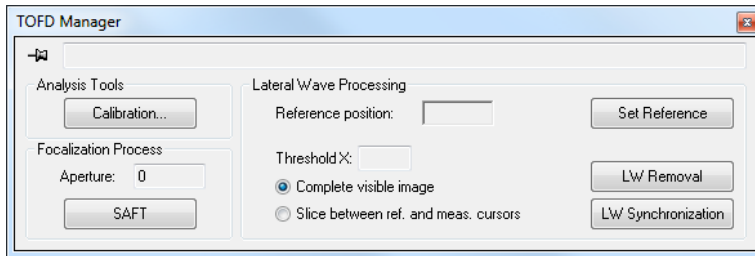 TOFD Manager
Analysis Tools
Calibration...
Focalization Process
Aperture: 0
SAFT
Lateral Wave Processing
Reference position:
Set Reference
Threshold X:
Complete visible image
LW Removal
Slice between ref. and meas. cursors
LW Synchronization